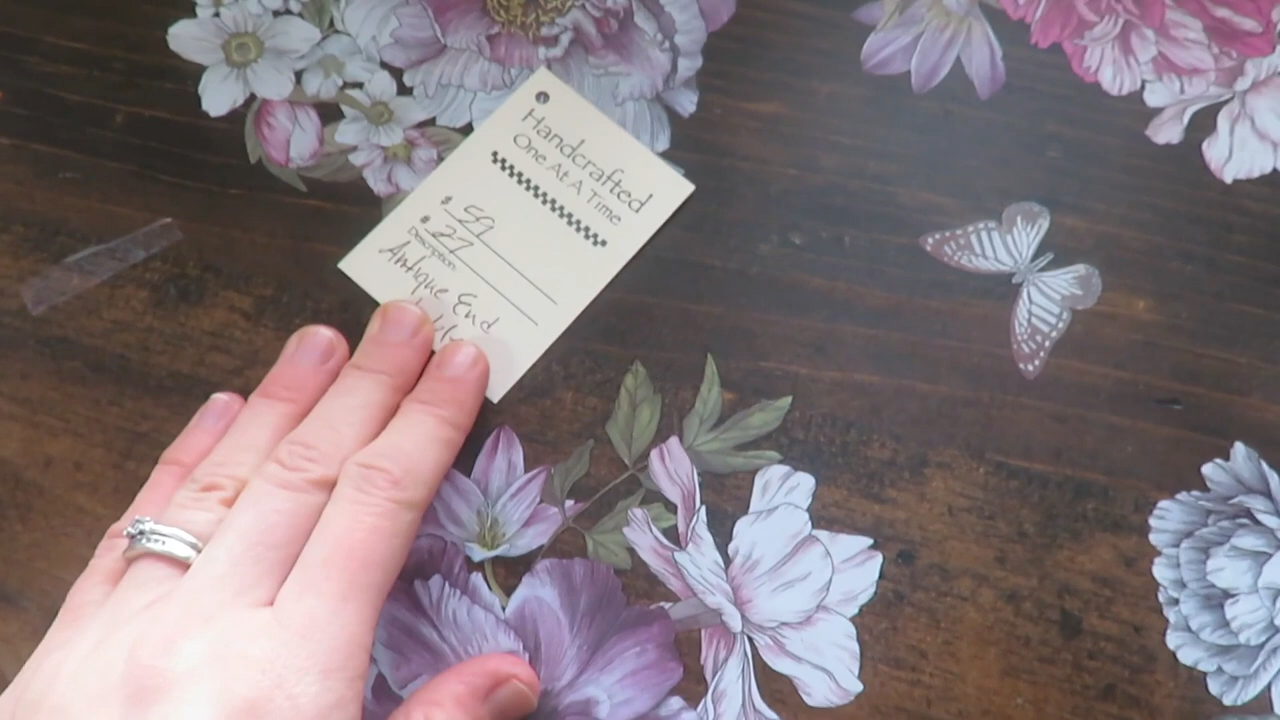 Handcrafted
One At A Time
$ 59
# 27
Description
Antique End